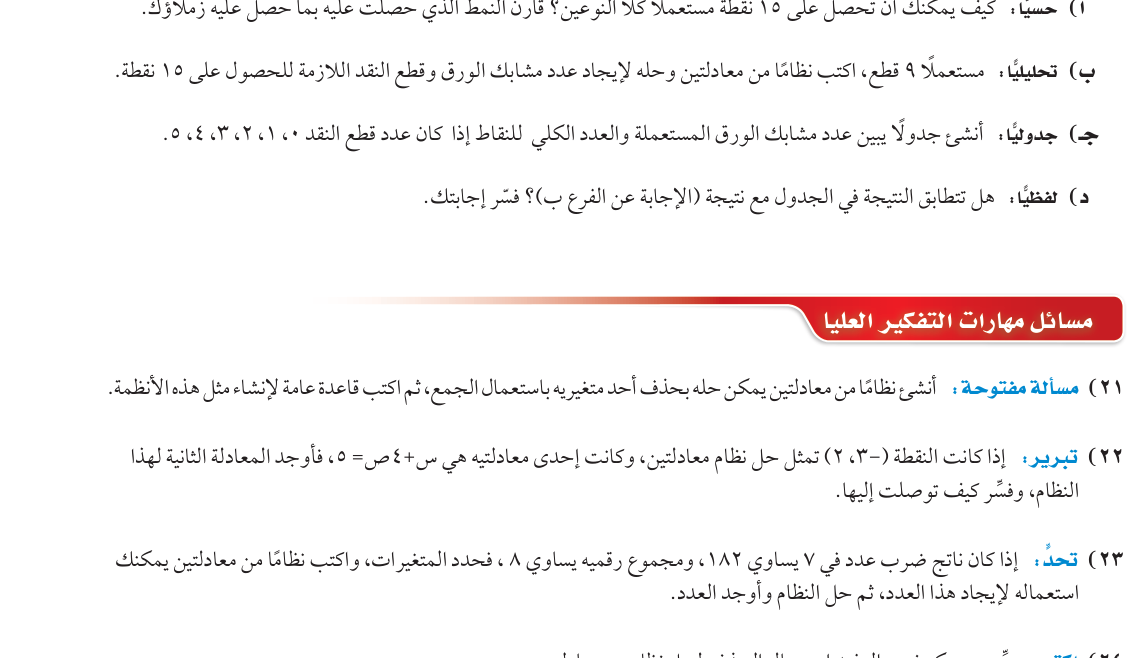 أ) حسيًّا: كيف يمكنك أن تحصل على ١٥ نقطة مستعملًا كلا النوعين؟ قارن النمط الذي حصلت عليه بما حصل عليه زملاؤك.
ب) تحليليًّا: مستعملًا ٩ قطع، اكتب نظامًا من معادلتين وحله لإيجاد عدد مشابك الورق وقطع النقد اللازمة للحصول على ١٥ نقطة.
جـ) جدوليًّا: أنشئ جدولًا يبين عدد مشابك الورق المستعملة والعدد الكلي للنقاط إذا كان عدد قطع النقد ٠، ١، ٢، ٣، ٤، ٥.
د) لفظيًّا: هل تتطابق النتيجة في الجدول مع نتيجة (الإجابة عن الفرع ب)؟ فسّر إجابتك.
مسائل مهارات التفكير العليا
٢١) مسألة مفتوحة: أنشئ نظامًا من معادلتين يمكن حله بحذف أحد متغيريه باستعمال الجمع، ثم اكتب قاعدة عامة لإنشاء مثل هذه الأنظمة.
٢٢) تبرير: إذا كانت النقطة (-٣، ٢) تمثل حل نظام معادلتين، وكانت إحدى معادلتيه هي س+٤ص= ٥، فأوجد المعادلة الثانية لهذا
النظام، وفسِّر كيف توصلت إليها.
٢٣) تحدٍّ: إذا كان ناتج ضرب عدد في ٧ يساوي ١٨٢، ومجموع رقميه يساوي ٨ ، فحدد المتغيرات، واكتب نظامًا من معادلتين يمكنك
استعماله لإيجاد هذا العدد، ثم حل النظام وأوجد العدد.